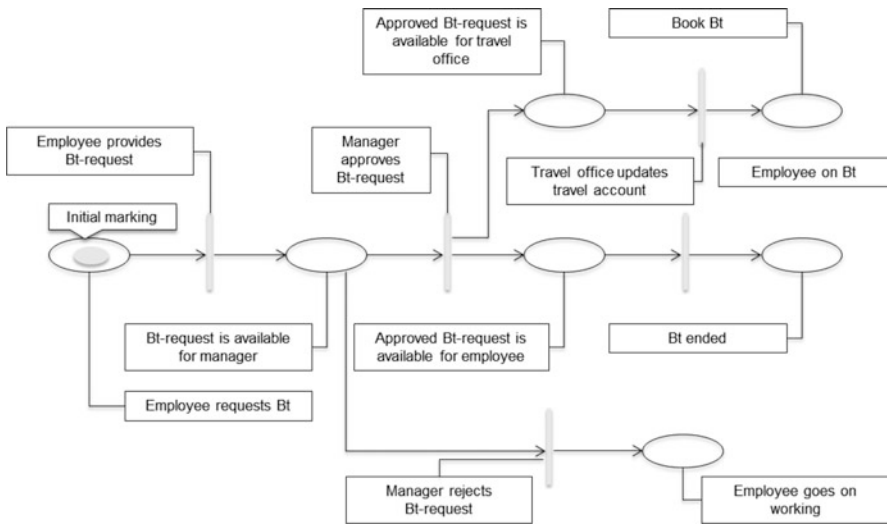 Approved Bt-request is
available for travel
office
Book Bt
Employee provides
Bt-request
Manager
approves
Bt-request
Travel office updates
travel account
Employee on Bt
Initial marking
Bt-request is available
for manager
Approved Bt-request is
available for employee
Bt ended
Employee requests Bt
Manager rejects
Bt-request
Employee goes on
working